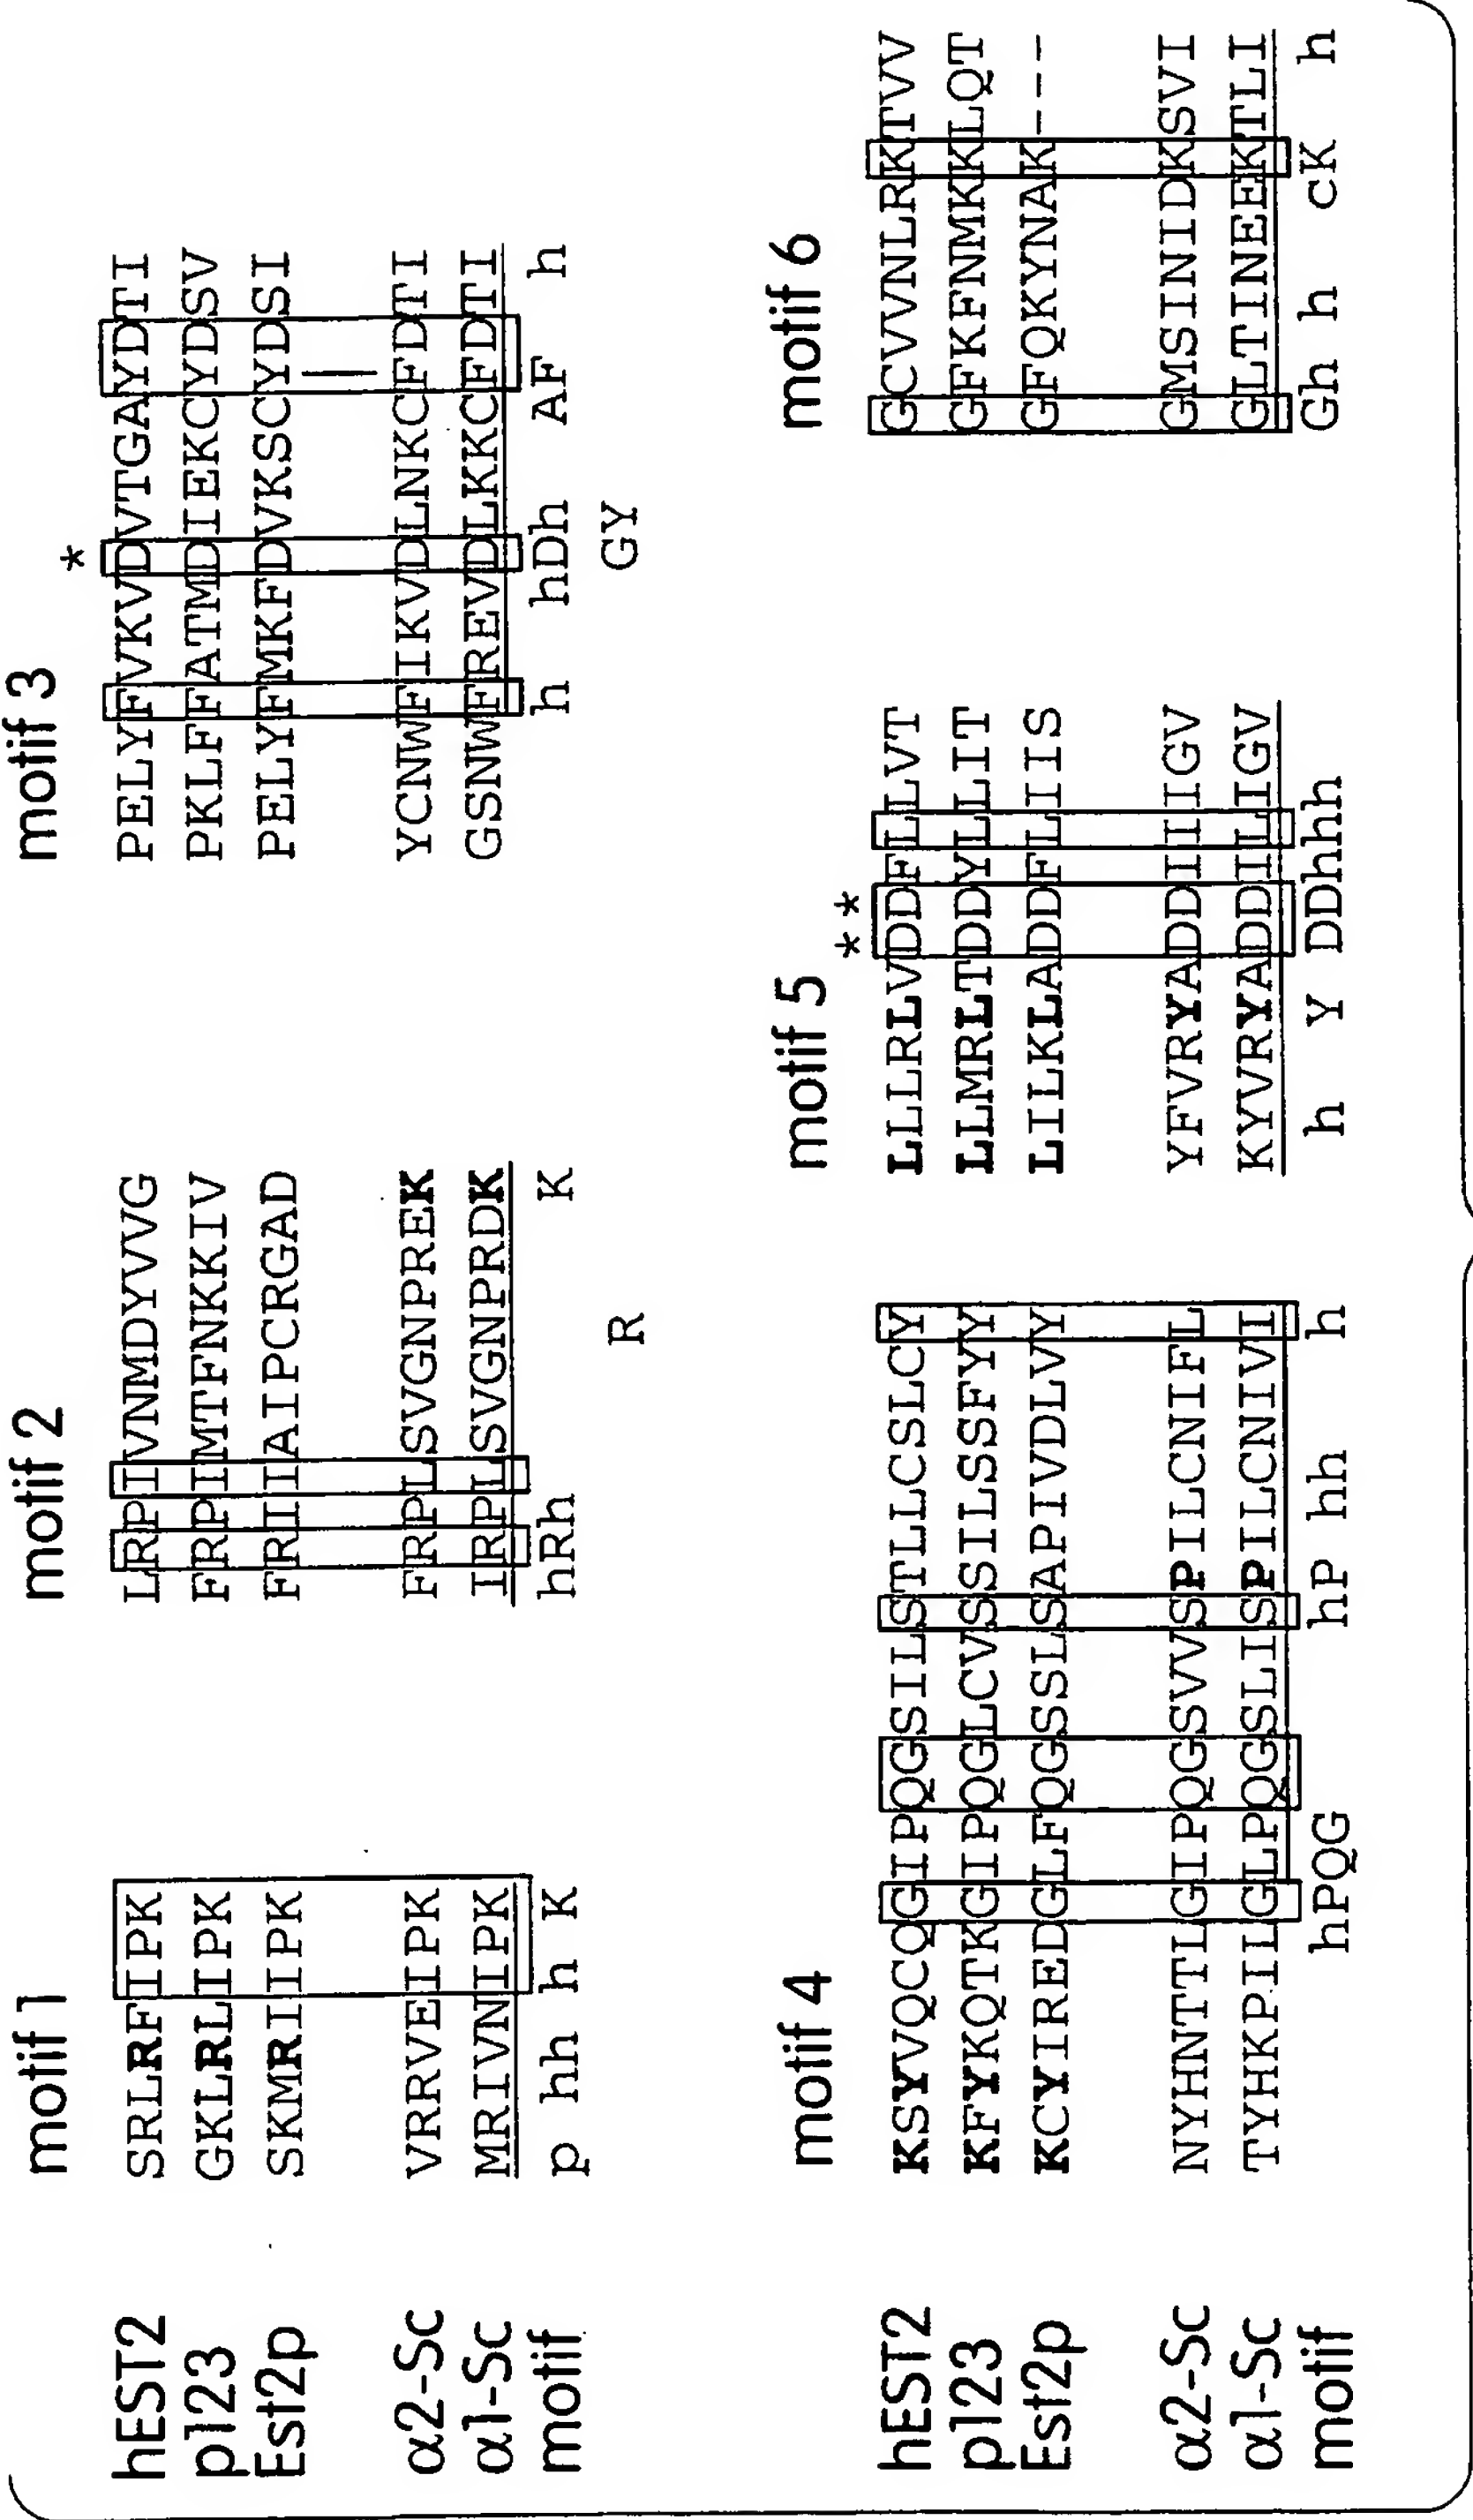 motif 1 motif 2 motif 3
*
hEST2 SRLRFIPK LRPIVNMDYVVG PELYFVKVDVTGAYDTI
p123 GKLRLIPK FRPIMTFNKKIV PKLFFATMDIEKCYDSV
Est2p SKMRIIPK FRIIAIPCRGAD PELYFMKFDVKSCYDSI
α2-Sc VRRVEIPK FRPLSVGNPREK YCNWFIKVDLNKCFDTI
α1-Sc MRIVNIPK IRPLSVGNPRDK GSNWFREVDLKKCFDTI
motif p hh h K hRh K h hDh AF h
R GY
motif 4 motif 5 motif 6
**
hEST2 KSYVQCQGIPQGSILSTLLCSLCY LLLRLVDDFLLVT GCVVNLRKTVV
p123 KFYKQTKGIPQGLCVSSILSSFYY LLMRLTDDYLLIT GFKFNMKKLQT
Est2p KCYIREDGLFQGSSLSAPIVDLVY LILKLADDFLIIS GFQKYNAK---
α2-Sc NYHNTTLGIPQGSVVSPILCNIFL YFVRYADDIIIGV GMSINIDKSVI
α1-Sc TYHKPILGLPQGSLISPILCNIVI KYVRYADDILIGV GLTINEEKTLI
motif hPQG hP hh h h Y DDhhh Gh h cK h